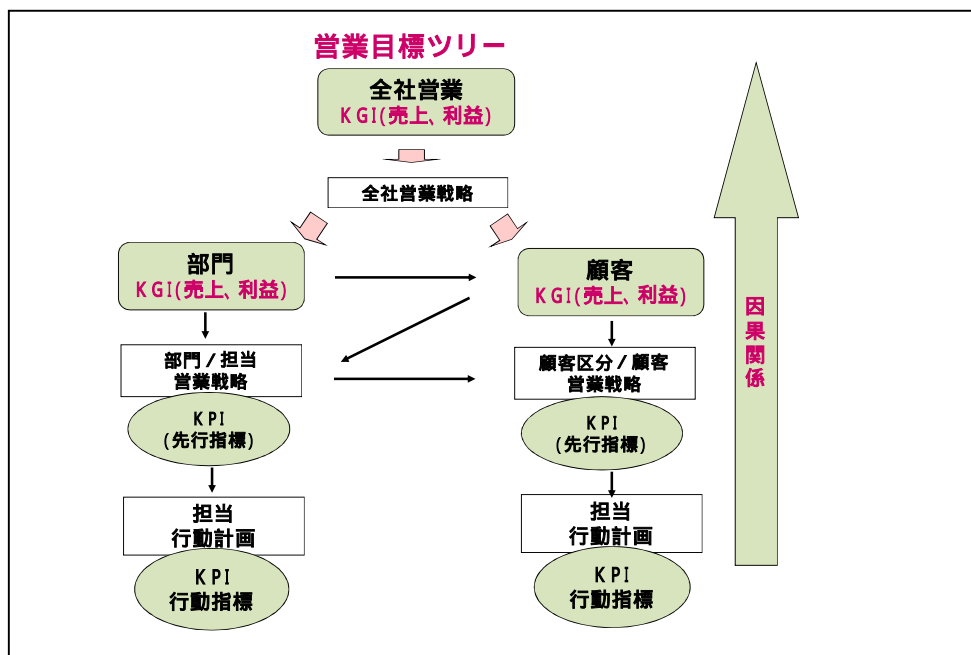 営業目標ツリー
全社営業
KGI(売上、利益)
全社営業戦略
部門
KGI(売上、利益)
顧客
KGI(売上、利益)
部門/担当
営業戦略
KPI
(先行指標)
顧客区分/顧客
営業戦略
KPI
(先行指標)
担当
行動計画
KPI
行動指標
担当
行動計画
KPI
行動指標
因果関係